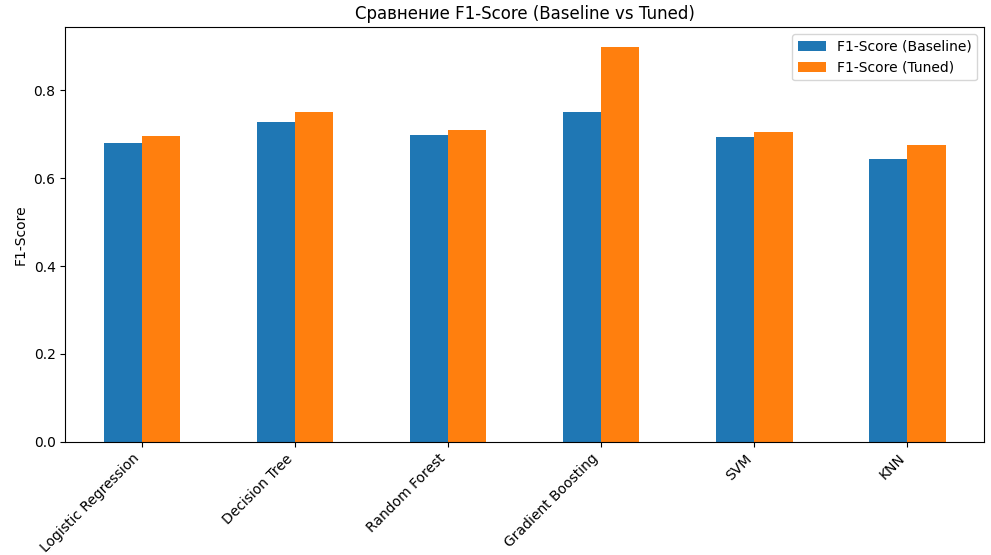 Сравнение F1-Score (Baseline vs Tuned)
F1-Score (Baseline)
F1-Score (Tuned)
F1-Score
0.8
0.6
0.4
0.2
0.0
Logistic Regression
Decision Tree
Random Forest
Gradient Boosting
SVM
KNN